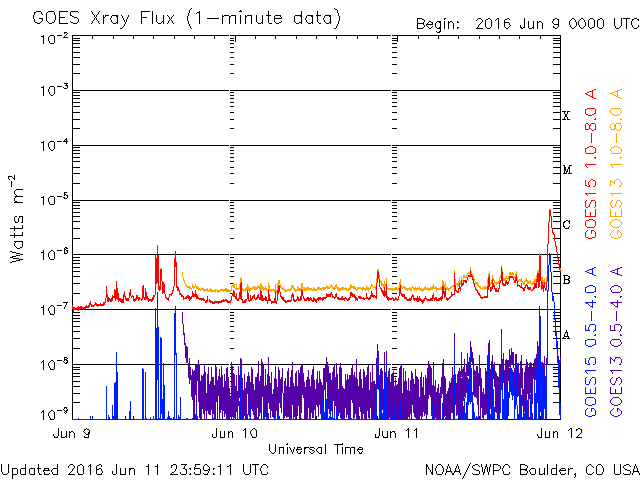 GOES Xray Flux (1-minute data)
Begin: 2016 Jun 9 0000 UTC
10-2
10-3
10-4
10-5
10-6
10-7
10-8
10-9
Watts m-2
X
M
C
B
A
GOES15 1.0-8.0 A
GOES13 1.0-8.0 A
GOES15 0.5-4.0 A
GOES13 0.5-4.0 A
Jun 9
Jun 10
Jun 11
Jun 12
Universal Time
Updated 2016 Jun 11 23:59:11 UTC
NOAA/SWPC Boulder, CO USA